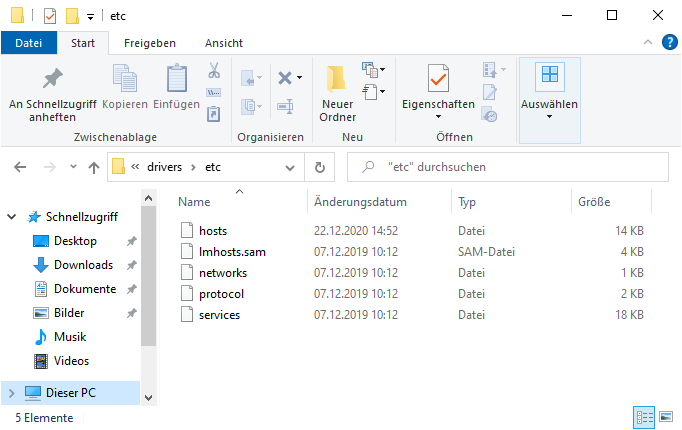 etc
Datei Start Freigeben Ansicht
An Schnellzugriff anheften
Kopieren
Einfügen
Neuer Ordner
Eigenschaften
Auswählen
Zwischenablage Organisieren Neu Öffnen
drivers etc "etc" durchsuchen
Name Änderungsdatum Typ Größe
Schnellzugriff
Desktop
Downloads
Dokumente
Bilder
Musik
Videos
Dieser PC
hosts 22.12.2020 14:52 Datei 14 KB
lmhosts.sam 07.12.2019 10:12 SAM-Datei 4 KB
networks 07.12.2019 10:12 Datei 1 KB
protocol 07.12.2019 10:12 Datei 2 KB
services 07.12.2019 10:12 Datei 18 KB
5 Elemente